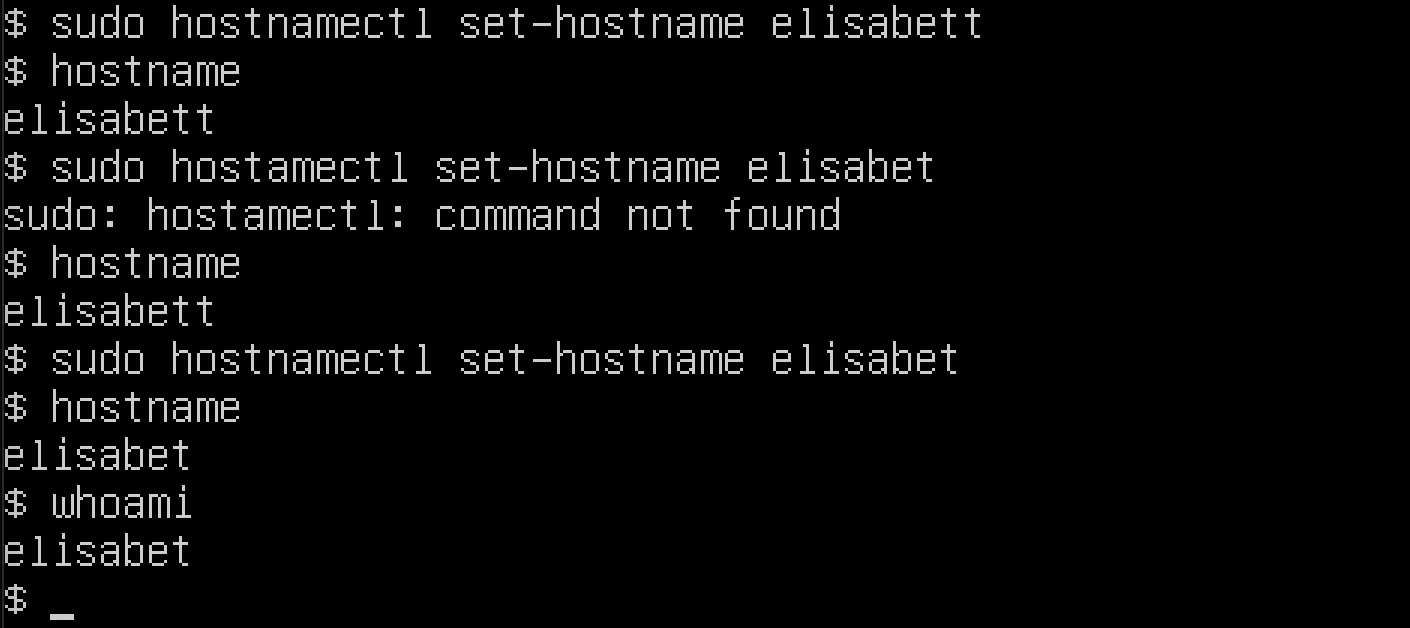 $ sudo hostnamectl set-hostname elisabett
$ hostname
elisabett
$ sudo hostamectl set-hostname elisabet
sudo: hostamectl: command not found
$ hostname
elisabett
$ sudo hostnamectl set-hostname elisabet
$ hostname
elisabet
$ whoami
elisabet
$ _